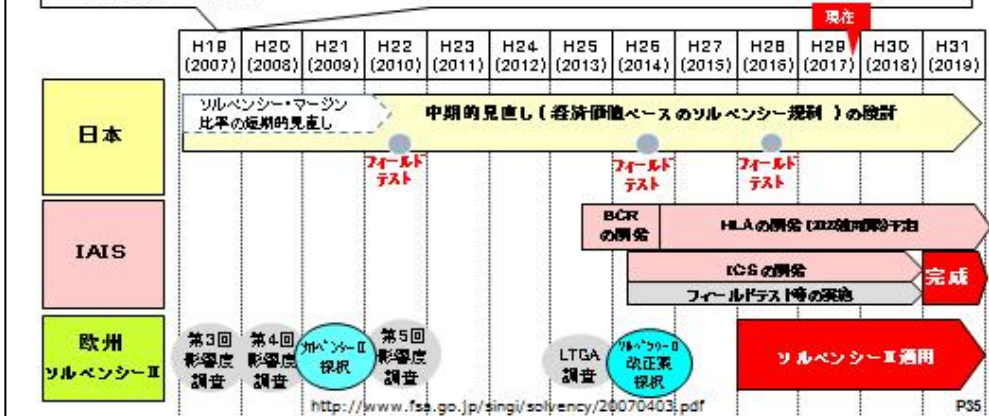 現在
H19 H20 H21 H22 H23 H24 H25 H26 H27 H28 H29 H30 H31
(2007) (2008) (2009) (2010) (2011) (2012) (2013) (2014) (2015) (2016) (2017) (2018) (2019)
日本
ソルベンシー・マージン
比率の短期的見直し
中期的見直し(経済価値ベースのソルベンシー規制)の検討
フィールド
テスト
フィールド
テスト
フィールド
テスト
IAIS
BCR
の開発
HLAの開発
ICSの開発
フィールドテスト等の実施
完成
欧州
ソルベンシーⅡ
第3回
影響度
調査
第4回
影響度
調査
ソルベンシーⅡ
採択
第5回
影響度
調査
LTGA
調査
ソルベンシーⅡ
改正案
採択
ソルベンシーⅡ適用
http://www.fsa.go.jp/singi/solvency/20070403.pdf
P35